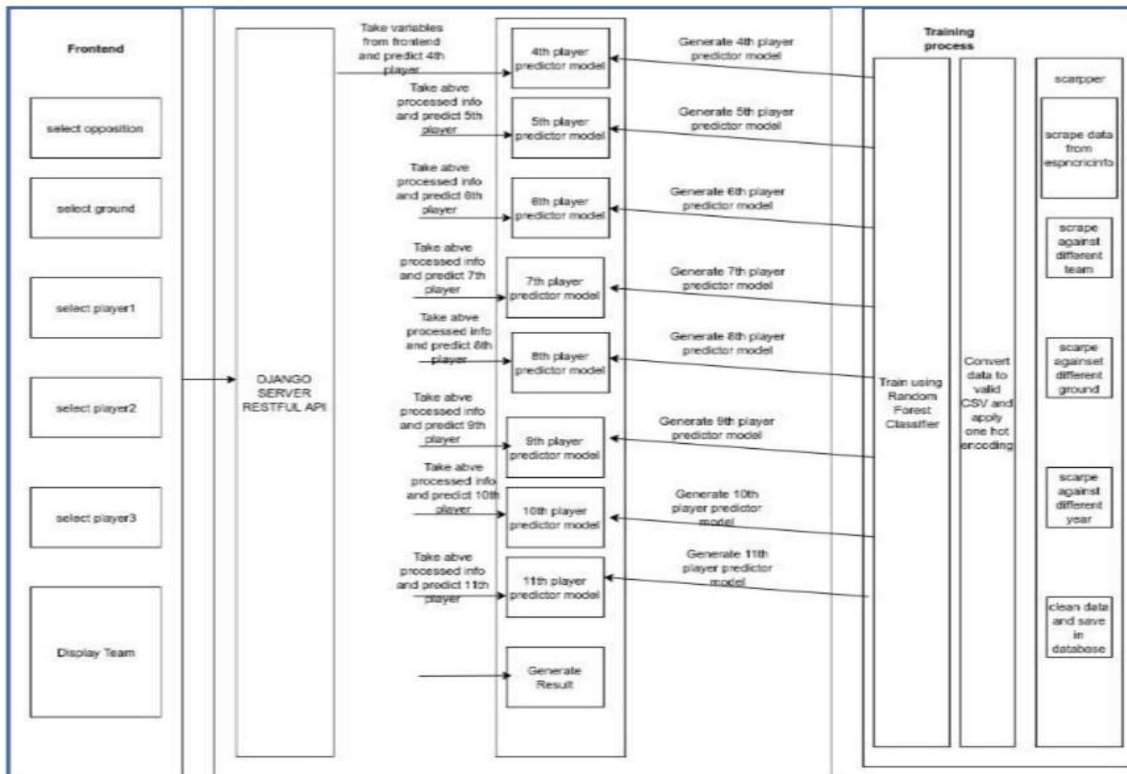 Frontend
select opposition
select ground
select player1
select player2
select player3
Display Team
DJANGO
SERVER
RESTFUL API
Take variables
from frontend
and predict 4th
player
Take abve
processed info
and predict 5th
player
Take abve
processed info
and predict 6th
player
Take abve
processed info
and predict 7th
player
Take abve
processed info
and predict 8th
player
Take abve
processed info
and predict 9th
player
Take abve
processed info
and predict 10th
player
Take abve
processed info
and predict 11th
player
4th player
predictor model
5th player
predictor model
6th player
predictor model
7th player
predictor model
8th player
predictor model
9th player
predictor model
10th player
predictor model
11th player
predictor model
Generate
Result
Generate 4th player
predictor model
Generate 5th player
predictor model
Generate 6th player
predictor model
Generate 7th player
predictor model
Generate 8th player
predictor model
Generate 9th player
predictor model
Generate 10th
player predictor
model
Generate 11th
player predictor
model
Training
process
Train using
Random
Forest
Classifier
Convert
data to
valid
CSV and
apply
one hot
encoding
scarpper
scrape data
from
espncricinfo
scrape
against
different
team
scarpe
againset
different
ground
scarpe
against
different
year
clean data
and save
in
database